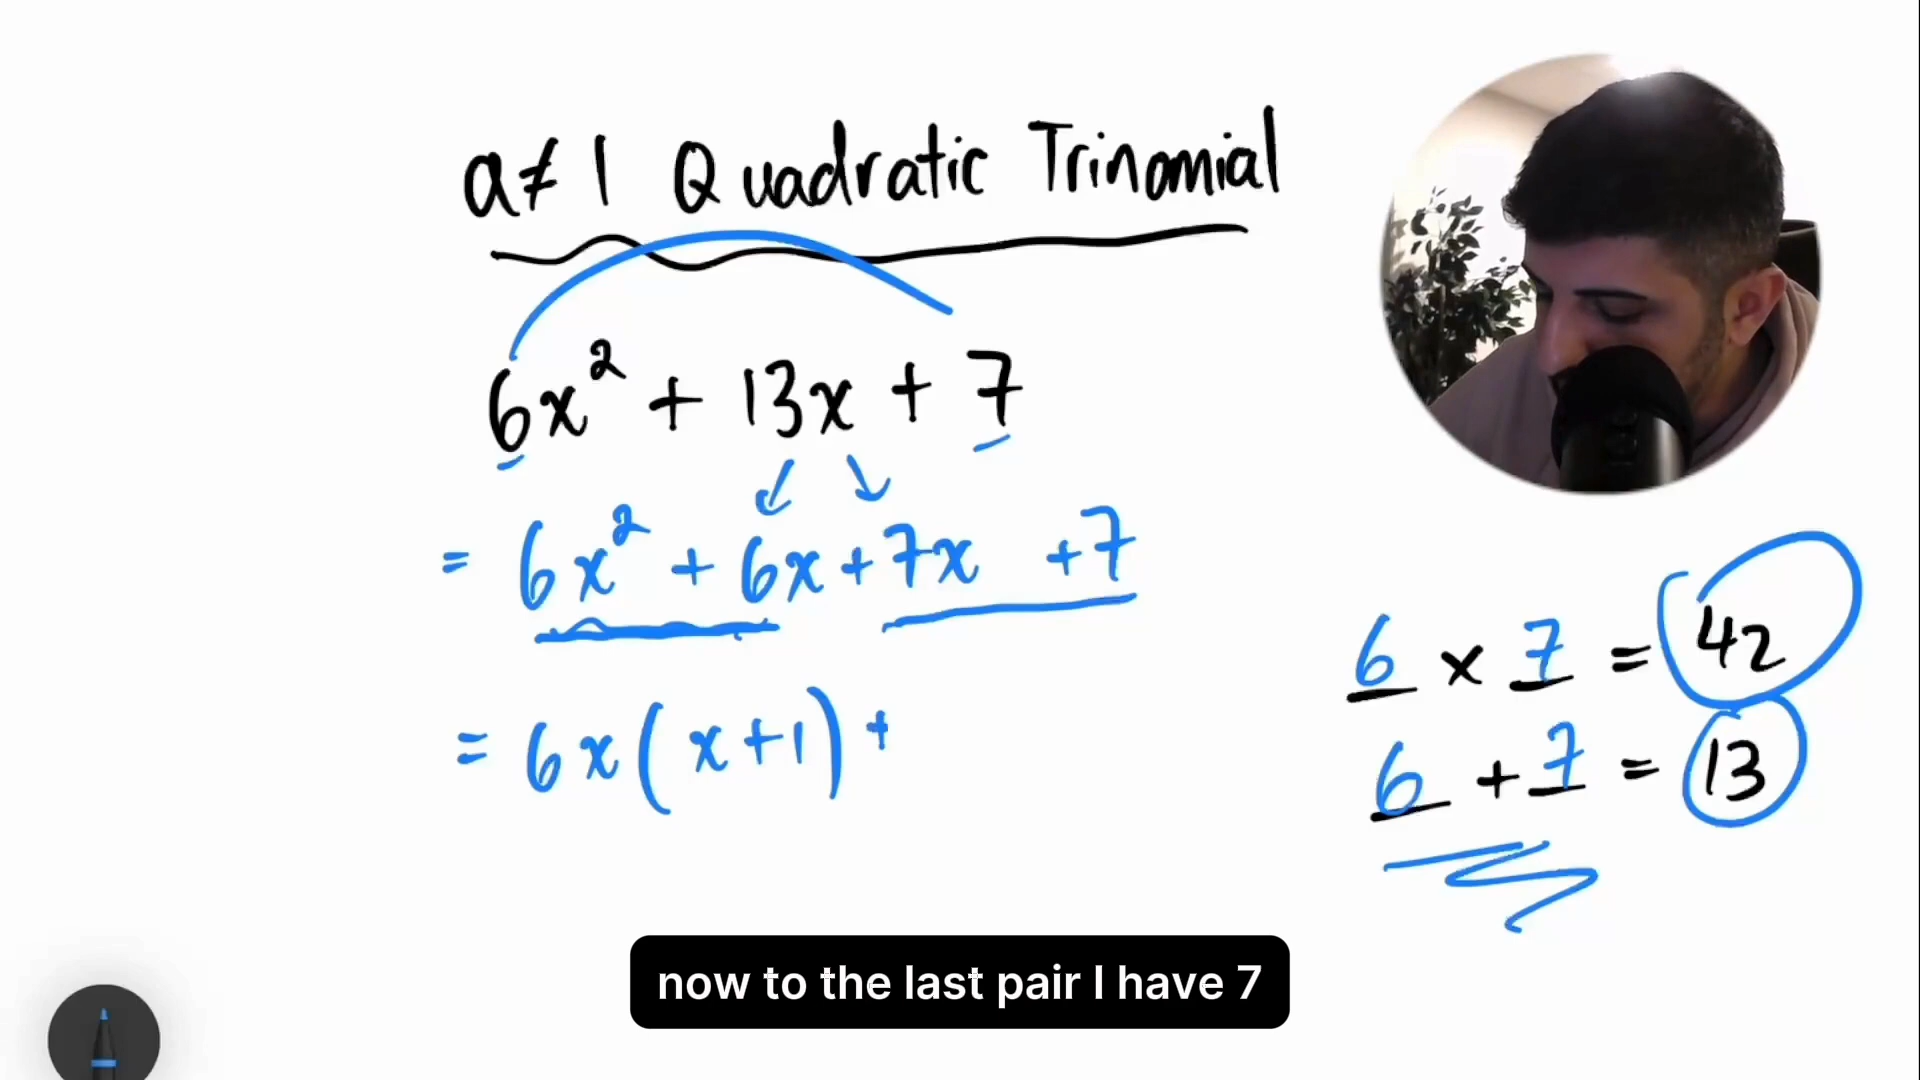 a≠1 Quadratic Trinomial
6x² + 13x + 7
= 6x² + 6x + 7x + 7
= 6x(x+1) +
6 × 7 = 42
6 + 7 = 13
now to the last pair I have 7